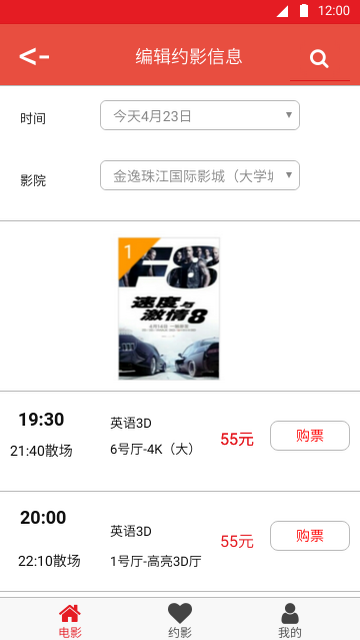 12:00
<- 编辑约影信息
时间
今天4月23日
影院
金逸珠江国际影城（大学城
1
F8
速度与
激情8
19:30
英语3D
21:40散场
6号厅-4K（大）
55元
购票
20:00
英语3D
22:10散场
1号厅-高亮3D厅
55元
购票
电影
约影
我的